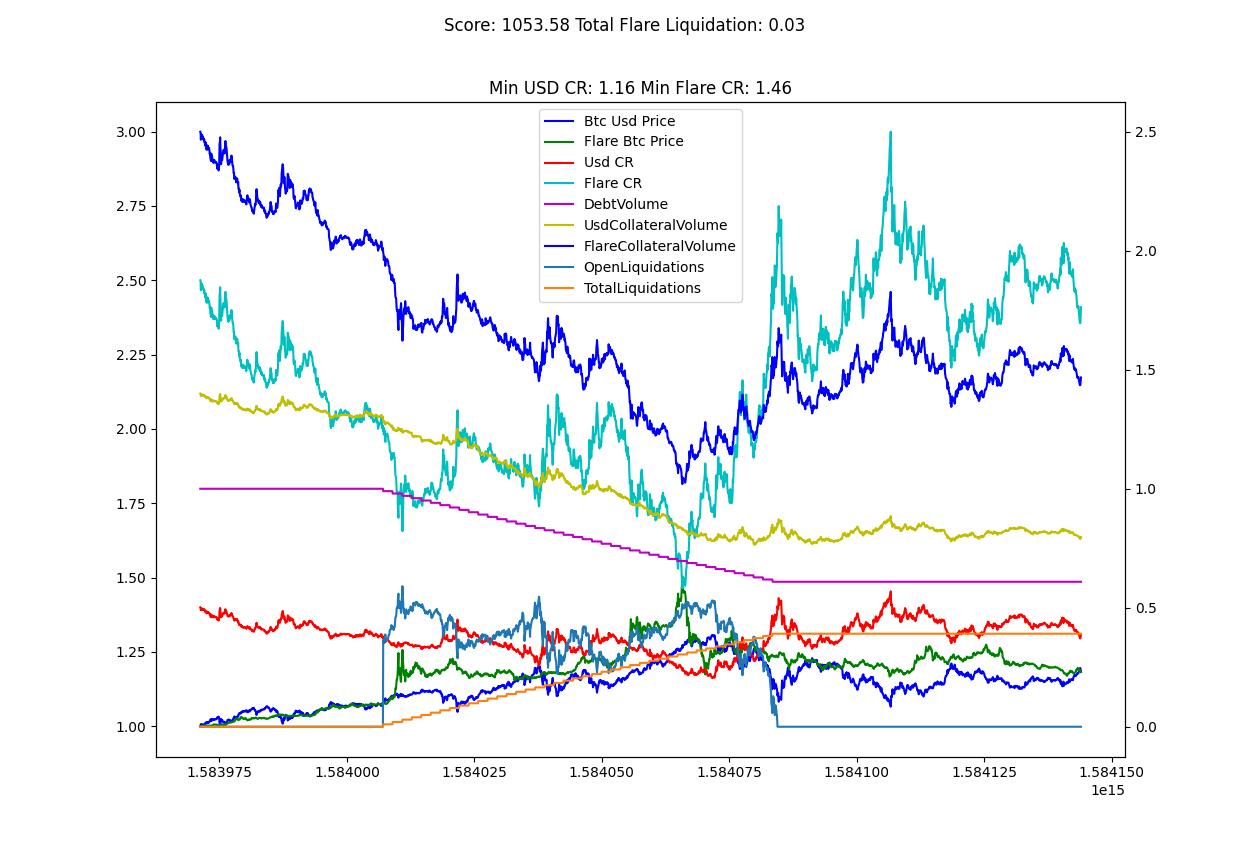 Score: 1053.58 Total Flare Liquidation: 0.03
Min USD CR: 1.16 Min Flare CR: 1.46
Btc Usd Price
Flare Btc Price
Usd CR
Flare CR
DebtVolume
UsdCollateralVolume
FlareCollateralVolume
OpenLiquidations
TotalLiquidations
3.00
2.75
2.50
2.25
2.00
1.75
1.50
1.25
1.00
2.5
2.0
1.5
1.0
0.5
0.0
1.583975 1.584000 1.584025 1.584050 1.584075 1.584100 1.584125 1.584150
1e15